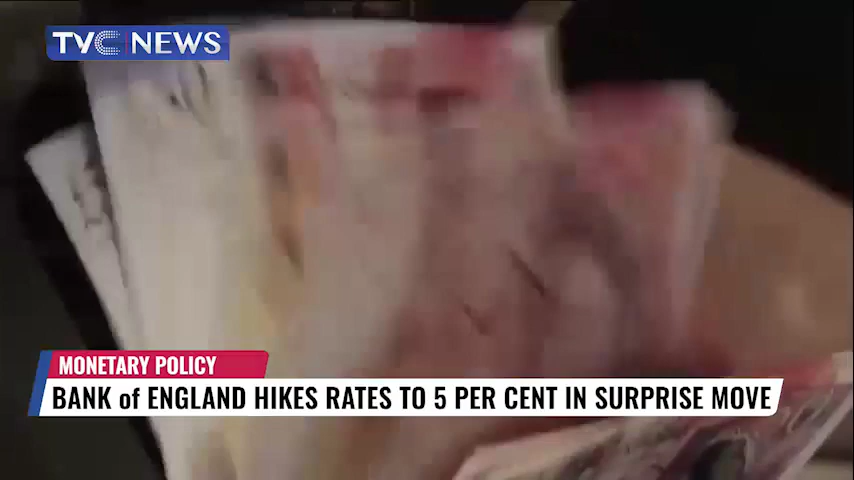 TVC NEWS
MONETARY POLICY
BANK of ENGLAND HIKES RATES TO 5 PER CENT IN SURPRISE MOVE